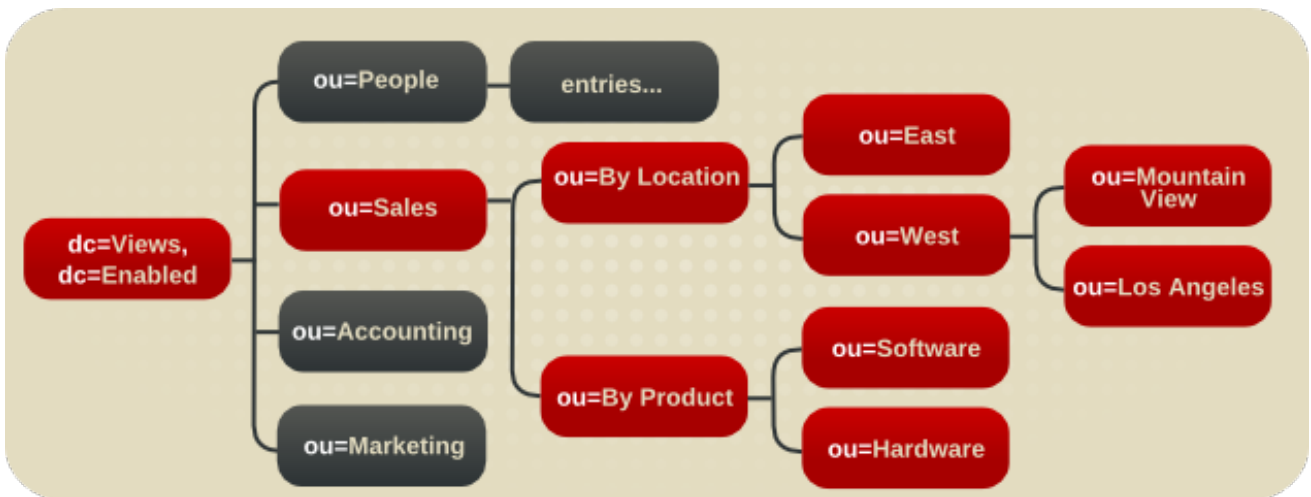 ou=People
entries...
ou=East
ou=By Location
ou=Mountain
View
ou=Sales
ou=West
dc=Views,
dc=Enabled
ou=Los Angeles
ou=Accounting
ou=Software
ou=By Product
ou=Marketing
ou=Hardware